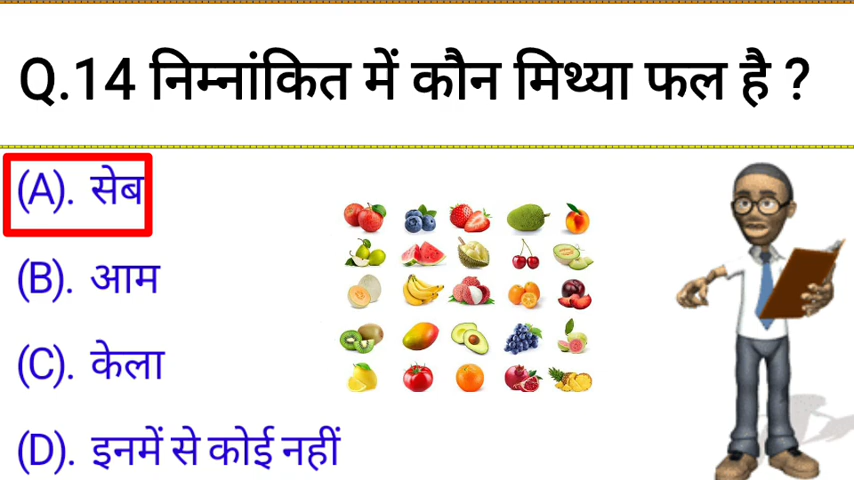 Q.14 निम्नांकित में कौन मिथ्या फल है ?
(A). सेब
(B). आम
(C). केला
(D). इनमें से कोई नहीं